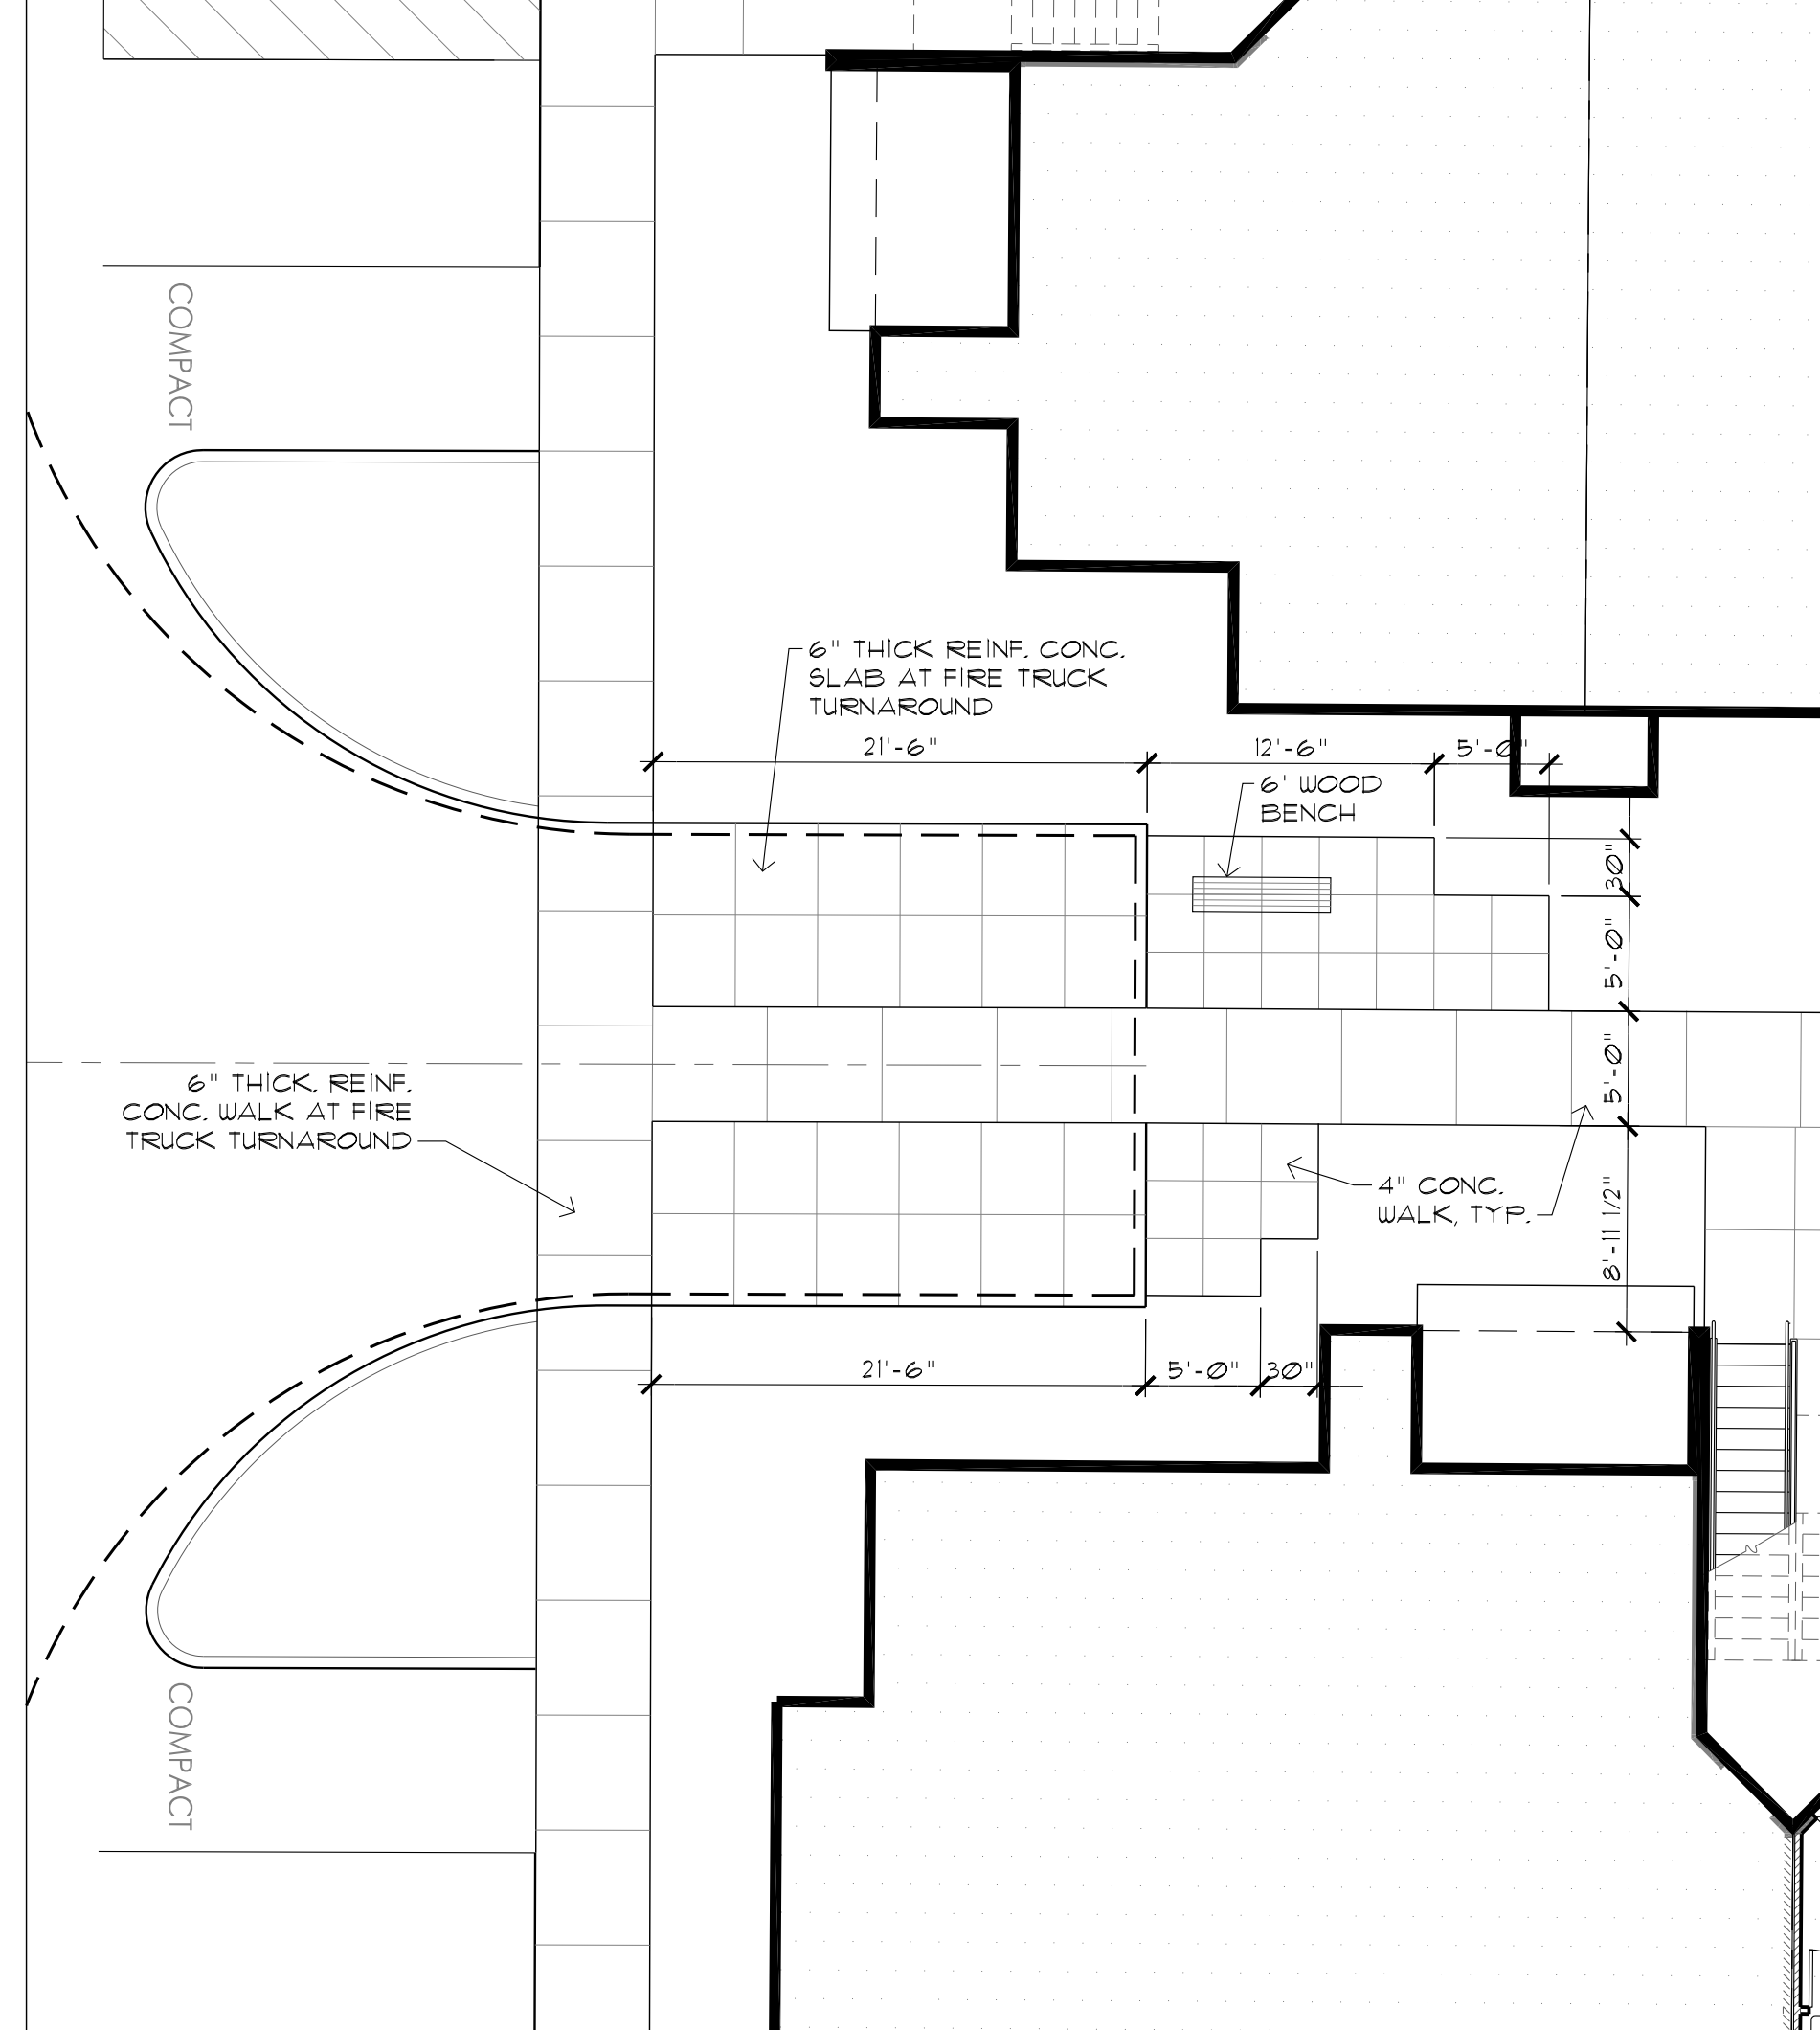 COMPACT
6" THICK REINF. CONC.
SLAB AT FIRE TRUCK
TURNAROUND
21'-6"
12'-6"
5'-0"
6' WOOD
BENCH
30"
5'-0"
5'-0"
6" THICK. REINF.
CONC. WALK AT FIRE
TRUCK TURNAROUND
4" CONC.
WALK, TYP.
8'-11 1/2"
21'-6"
5'-0"
30"
COMPACT